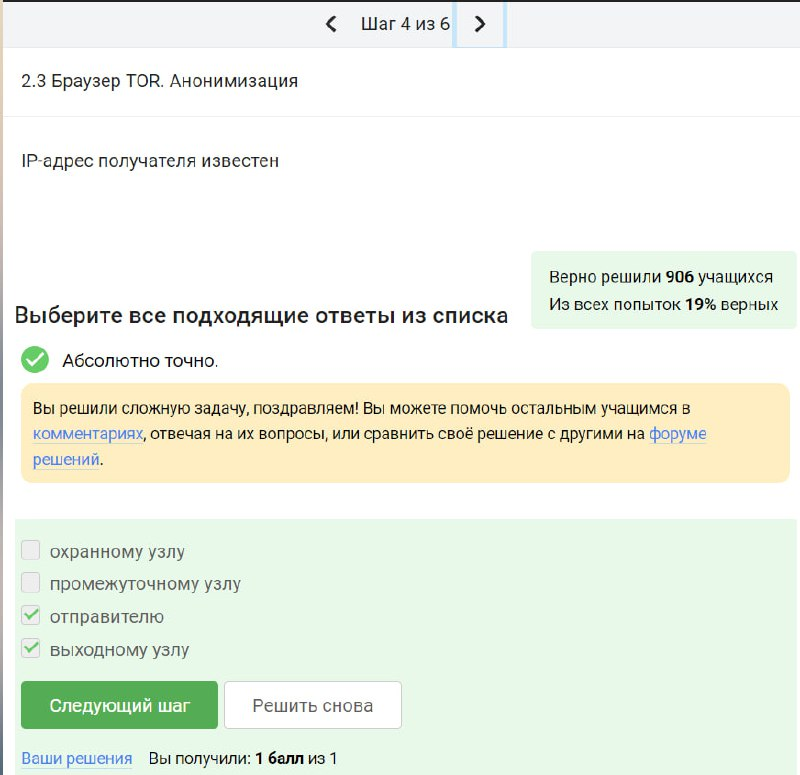 Шаг 4 из 6
2.3 Браузер TOR. Анонимизация
IP-адрес получателя известен
Верно решили 906 учащихся
Из всех попыток 19% верных
Выберите все подходящие ответы из списка
Абсолютно точно.
Вы решили сложную задачу, поздравляем! Вы можете помочь остальным учащимся в
комментариях, отвечая на их вопросы, или сравнить своё решение с другими на форуме
решений.
охранному узлу
промежуточному узлу
отправителю
выходному узлу
Следующий шаг
Решить снова
Ваши решения Вы получили: 1 балл из 1